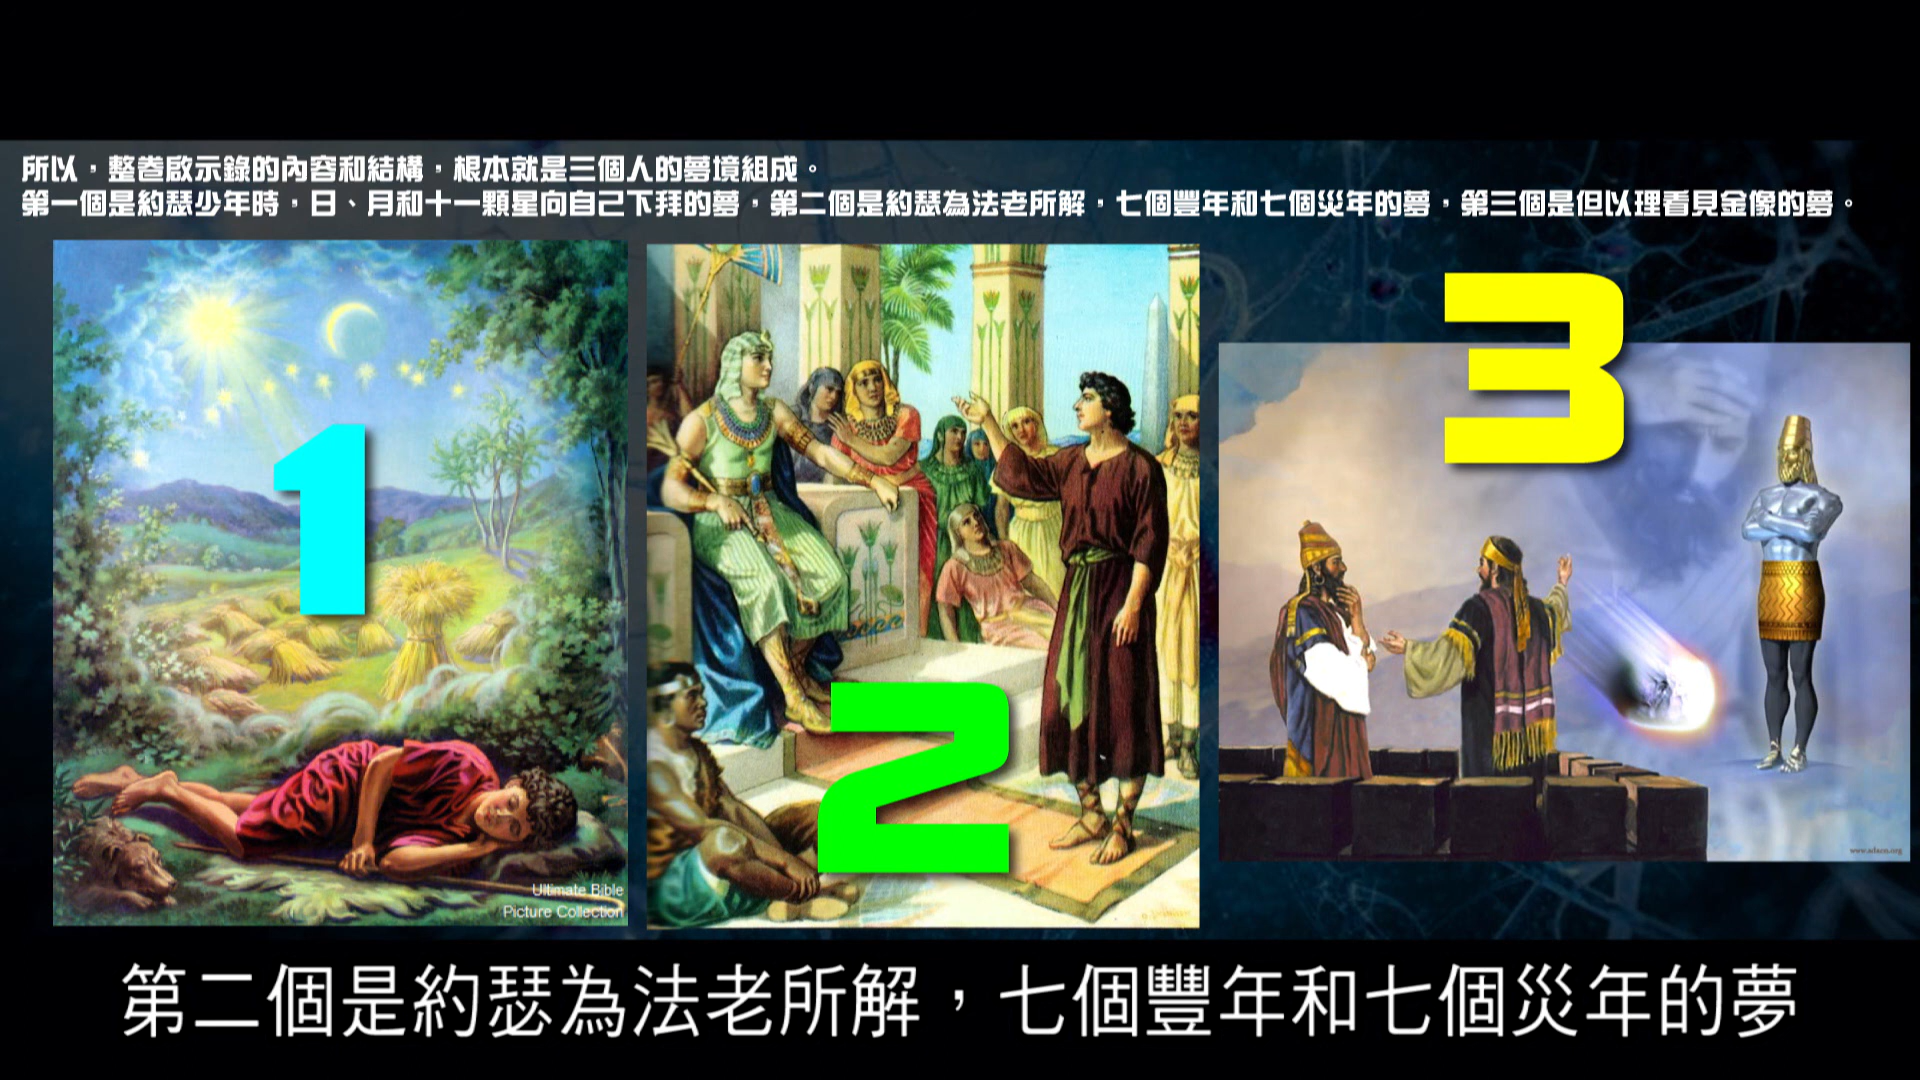 所以，整卷啟示錄的內容和結構，根本就是三個人的夢境組成。
第一個是約瑟少年時，日、月和十一顆星向自己下拜的夢，第二個是約瑟為法老所解，七個豐年和七個災年的夢，第三個是但以理看見金像的夢。
1
2
3
Ultimate Bible
Picture Collection
第二個是約瑟為法老所解，七個豐年和七個災年的夢